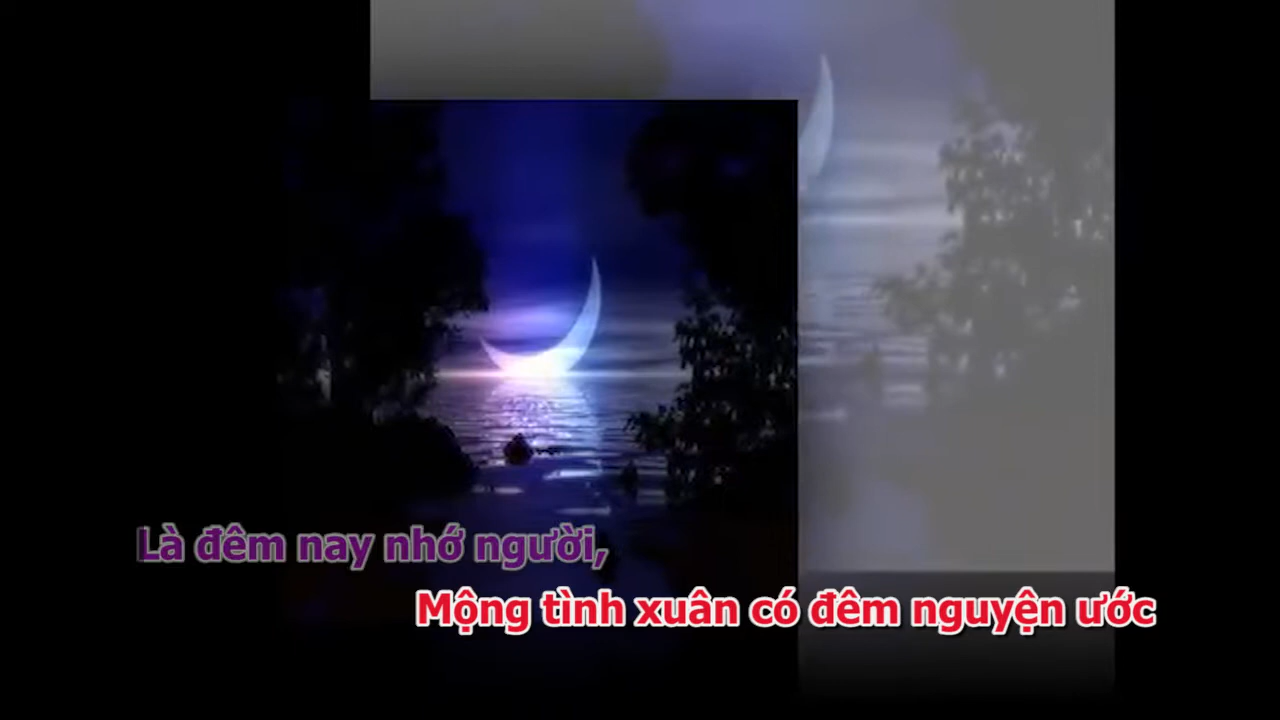 Là đêm nay nhớ người,
Mộng tình xuân có đêm nguyện ước